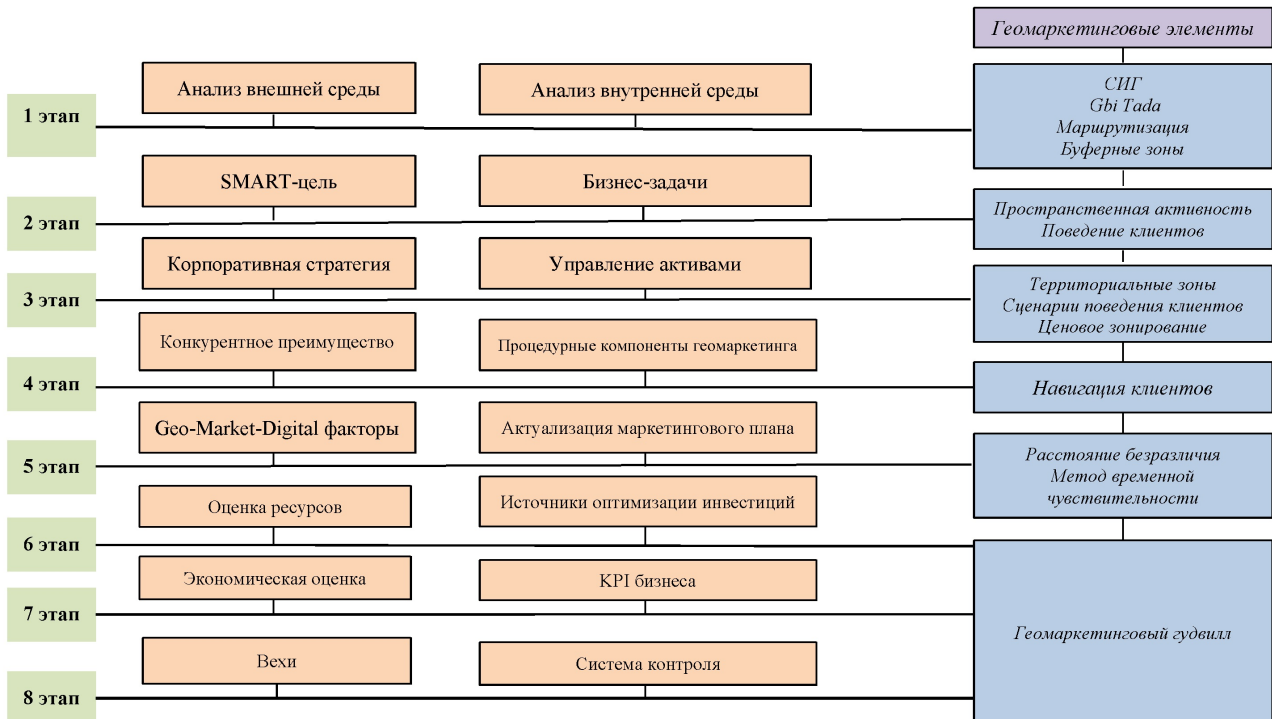 Геомаркетинговые элементы
Анализ внешней среды
Анализ внутренней среды
1 этап
СИГ
Gbi Tada
Маршрутизация
Буферные зоны
SMART-цель
Бизнес-задачи
2 этап
Пространственная активность
Поведение клиентов
Корпоративная стратегия
Управление активами
3 этап
Территориальные зоны
Сценарии поведения клиентов
Ценовое зонирование
Конкурентное преимущество
Процедурные компоненты геомаркетинга
4 этап
Навигация клиентов
Geo-Market-Digital факторы
Актуализация маркетингового плана
5 этап
Расстояние безразличия
Метод временной
чувствительности
Оценка ресурсов
Источники оптимизации инвестиций
6 этап
Экономическая оценка
KPI бизнеса
7 этап
Геомаркетинговый гудвилл
Вехи
Система контроля
8 этап